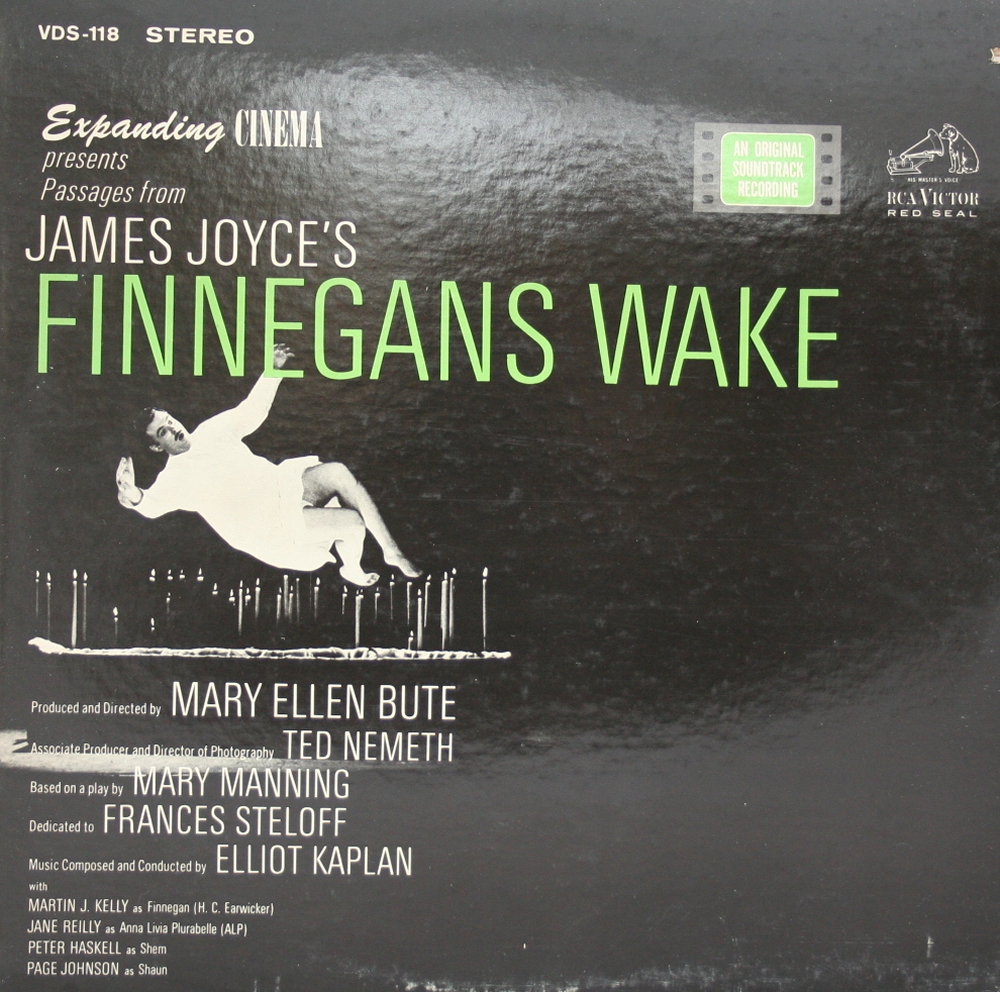 VDS-118 STEREO
Expanding CINEMA
presents
Passages from
JAMES JOYCE'S
FINNEGANS WAKE
AN ORIGINAL
SOUNDTRACK
RECORDING
HIS MASTER'S VOICE
RCA VICTOR
RED SEAL
Produced and Directed by MARY ELLEN BUTE
Associate Producer and Director of Photography TED NEMETH
Based on a play by MARY MANNING
Dedicated to FRANCES STELOFF
Music Composed and Conducted by ELLIOT KAPLAN
with
MARTIN J. KELLY as Finnegan (H. C. Earwicker)
JANE REILLY as Anna Livia Plurabelle (ALP)
PETER HASKELL as Shem
PAGE JOHNSON as Shaun